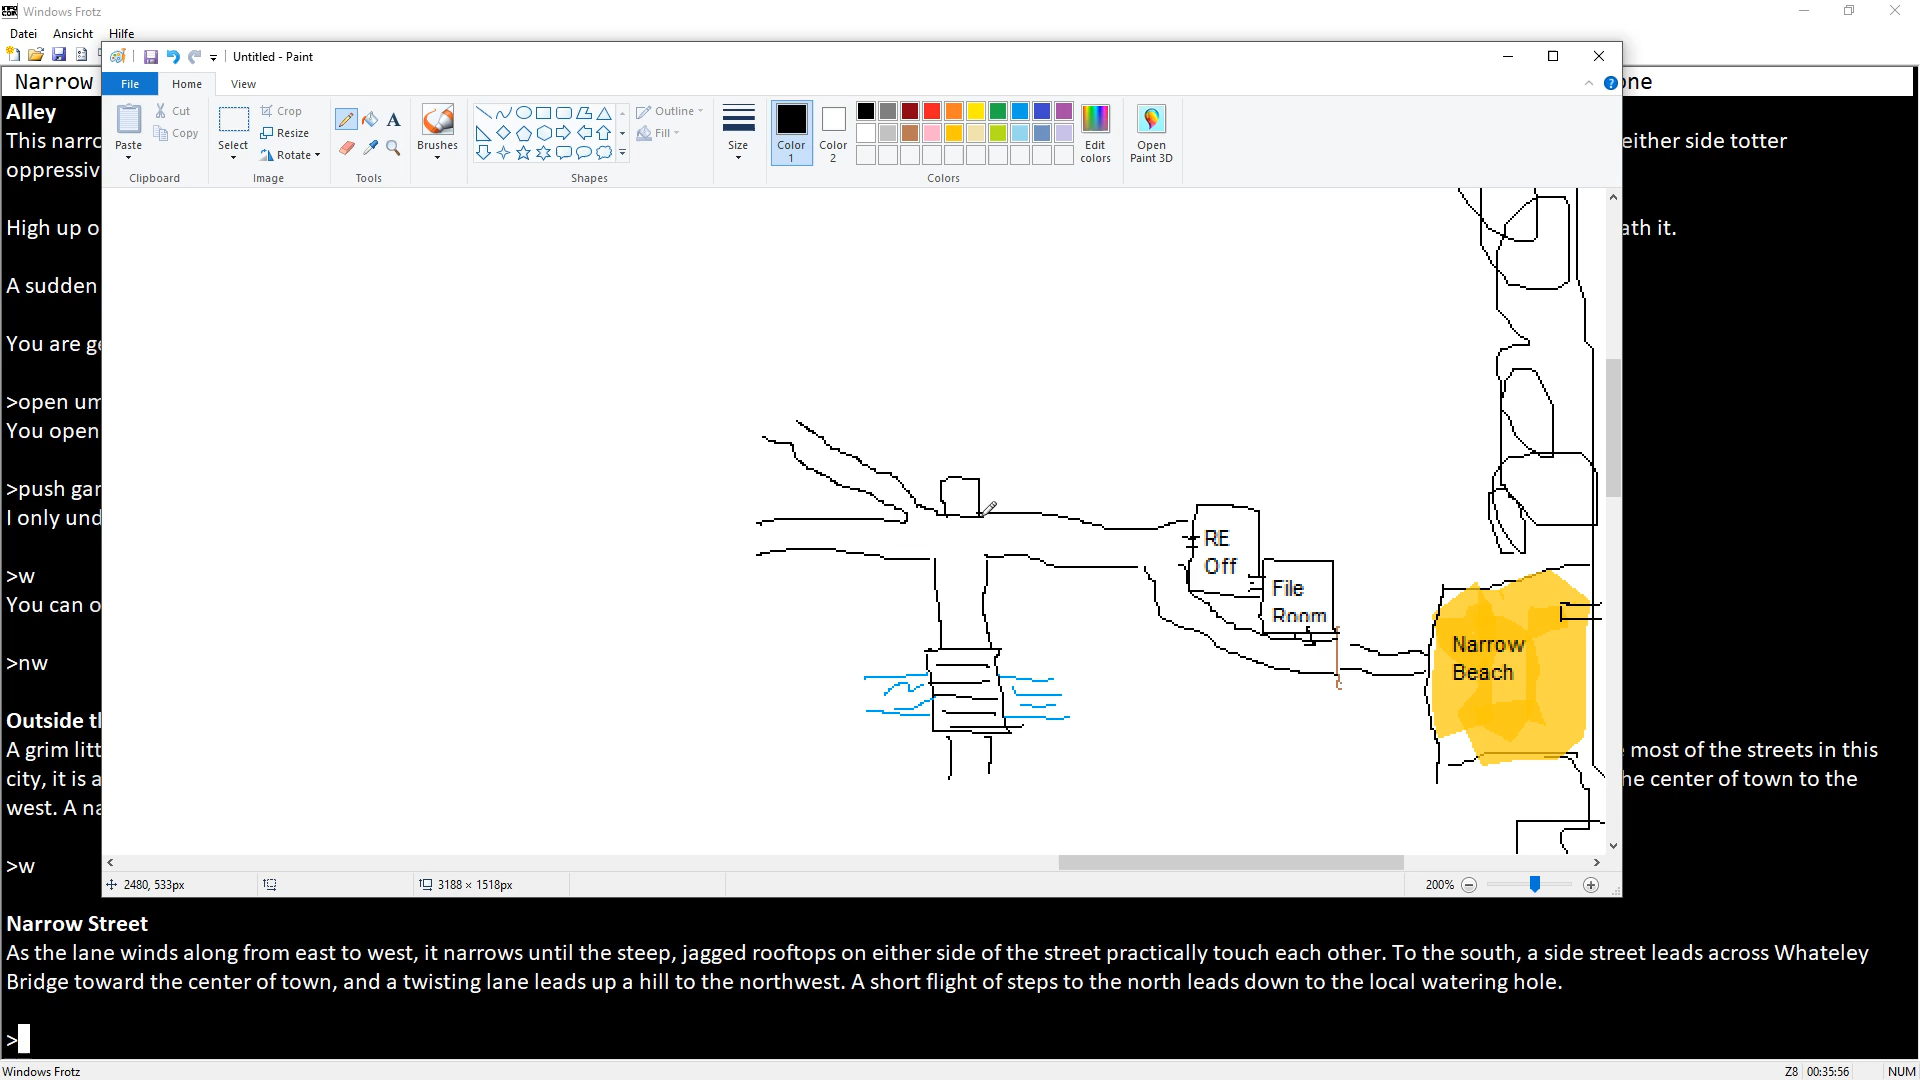 Windows Frotz
Datei Ansicht Hilfe
Untitled - Paint
Narrow
one
File Home View
Paste
Cut
Copy
Clipboard
Select
Crop
Resize
Rotate
Image
Tools
Brushes
Shapes
Outline
Fill
Size
Color 1
Color 2
Colors
Edit colors
Open Paint 3D
Alley
This narro
either side totter
oppressiv
High up o
ath it.
A sudden
You are ge
>open um
You open
>push gar
I only und
>w
You can o
>nw
Outside th
A grim litt
most of the streets in this
city, it is a
he center of town to the
west. A na
>w
RE
Off
File
Room
Narrow
Beach
2480, 533px
3188 × 1518px
200%
Narrow Street
As the lane winds along from east to west, it narrows until the steep, jagged rooftops on either side of the street practically touch each other. To the south, a side street leads across Whateley
Bridge toward the center of town, and a twisting lane leads up a hill to the northwest. A short flight of steps to the north leads down to the local watering hole.
>
Windows Frotz
Z8 00:35:56 NUM